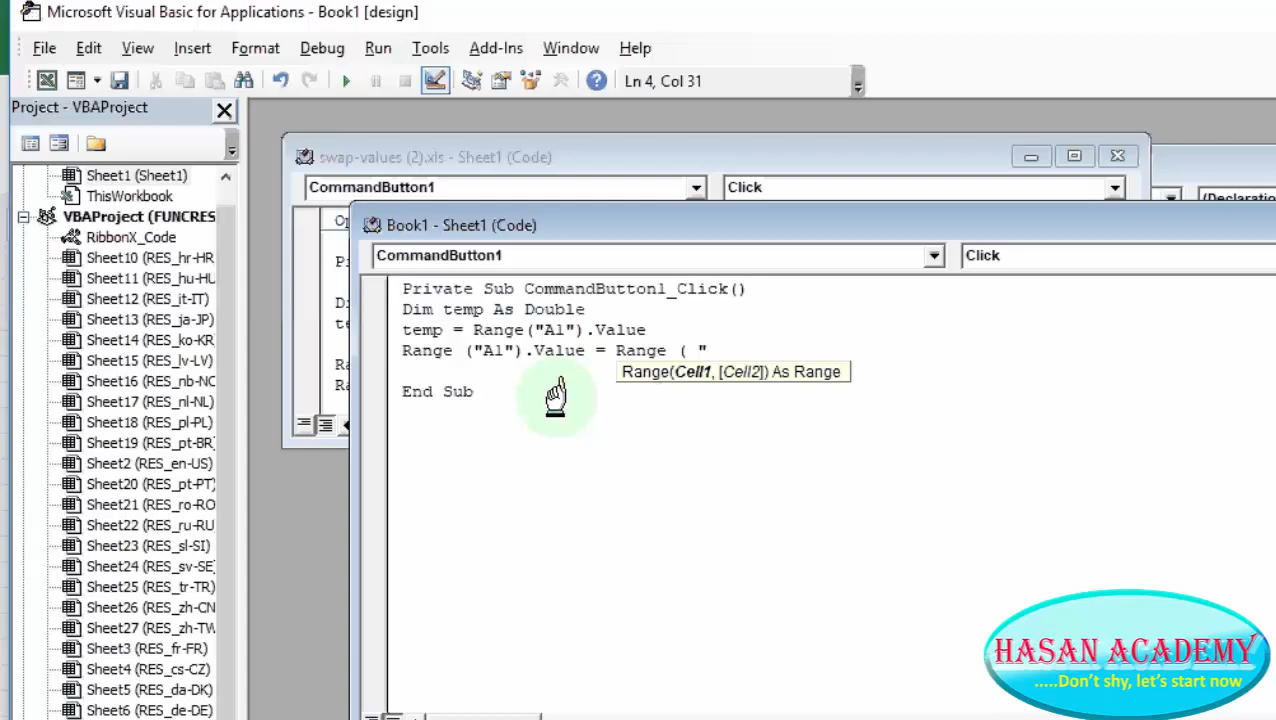 Microsoft Visual Basic for Applications - Book1 [design]
File Edit View Insert Format Debug Run Tools Add-Ins Window Help
Ln 4, Col 31
Project - VBAProject
Sheet1 (Sheet1)
ThisWorkbook
VBAProject (FUNCRES
RibbonX_Code
Sheet10 (RES_hr-HR
Sheet11 (RES_hu-HU
Sheet12 (RES_it-IT)
Sheet13 (RES_ja-JP)
Sheet14 (RES_ko-KR
Sheet15 (RES_lv-LV)
Sheet16 (RES_nb-NC
Sheet17 (RES_nl-NL)
Sheet18 (RES_pl-PL)
Sheet19 (RES_pt-BR)
Sheet2 (RES_en-US)
Sheet20 (RES_pt-PT)
Sheet21 (RES_ro-RO
Sheet22 (RES_ru-RU
Sheet23 (RES_sl-SI)
Sheet24 (RES_sv-SE)
Sheet25 (RES_tr-TR)
Sheet26 (RES_zh-CN
Sheet27 (RES_zh-TW
Sheet3 (RES_fr-FR)
Sheet4 (RES_cs-CZ)
Sheet5 (RES_da-DK)
Sheet6 (RES_de-DE)
swap-values (2).xls - Sheet1 (Code)
CommandButton1 Click
(Declaratio
Book1 - Sheet1 (Code)
CommandButton1 Click
Private Sub CommandButton1_Click()
Dim temp As Double
temp = Range("A1").Value
Range ("A1").Value = Range ( "
Range(Cell1, [Cell2]) As Range
End Sub
HASAN ACADEMY
.....Don't shy, let's start now